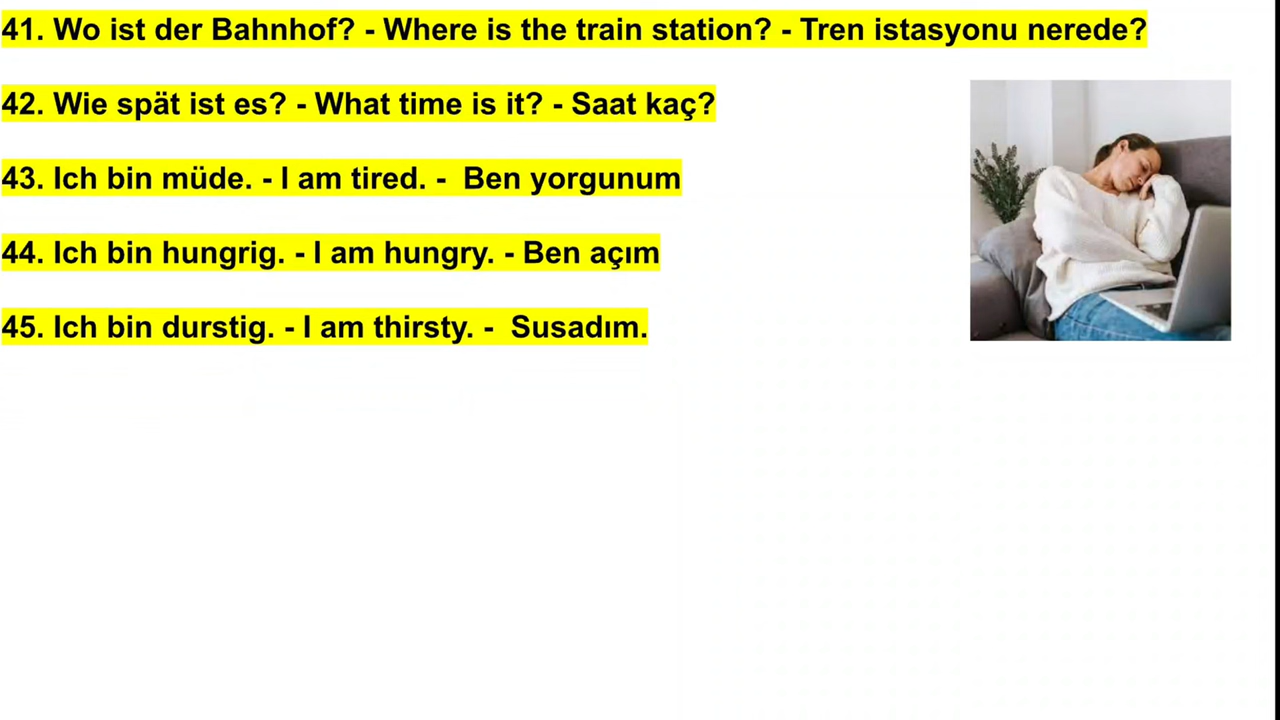 41. Wo ist der Bahnhof? - Where is the train station? - Tren istasyonu nerede?
42. Wie spät ist es? - What time is it? - Saat kaç?
43. Ich bin müde. - I am tired. - Ben yorgunum
44. Ich bin hungrig. - I am hungry. - Ben açım
45. Ich bin durstig. - I am thirsty. - Susadım.